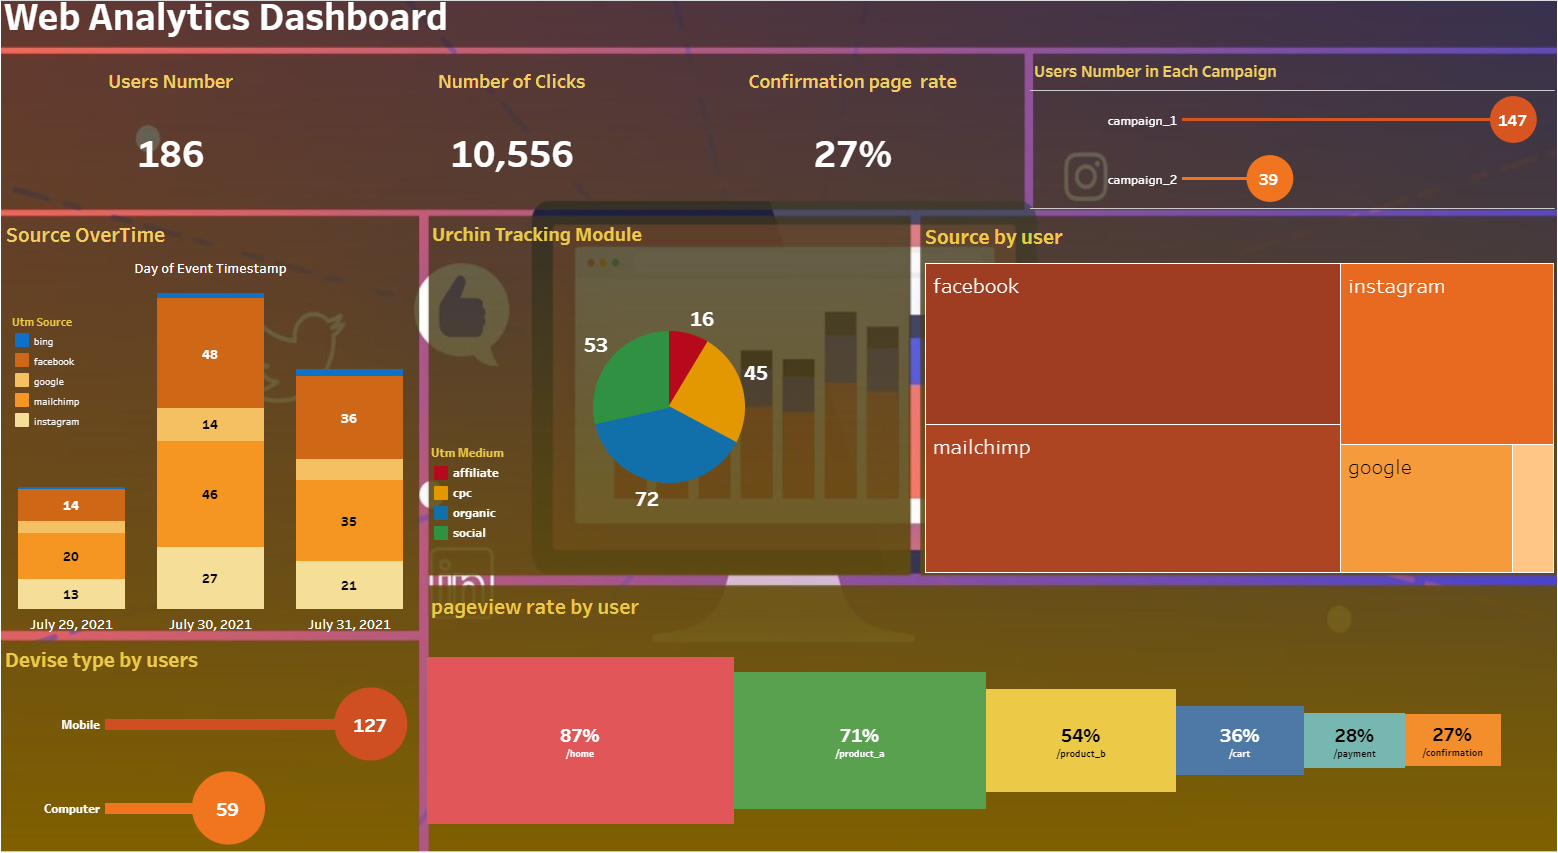 Web Analytics Dashboard
Users Number
Number of Clicks
Confirmation page  rate
186
10,556
27%
Users Number in Each Campaign
campaign_1
147
campaign_2
39
Source OverTime
Day of Event Timestamp
Utm Source
bing
facebook
google
mailchimp
instagram
14
20
13
48
14
46
27
36
35
21
July 29, 2021
July 30, 2021
July 31, 2021
Urchin Tracking Module
16
45
72
53
Utm Medium
affiliate
cpc
organic
social
Source by user
facebook
instagram
mailchimp
google
in
Devise type by users
Mobile
127
Computer
59
pageview rate by user
87%
/home
71%
/product_a
54%
/product_b
36%
/cart
28%
/payment
27%
/confirmation